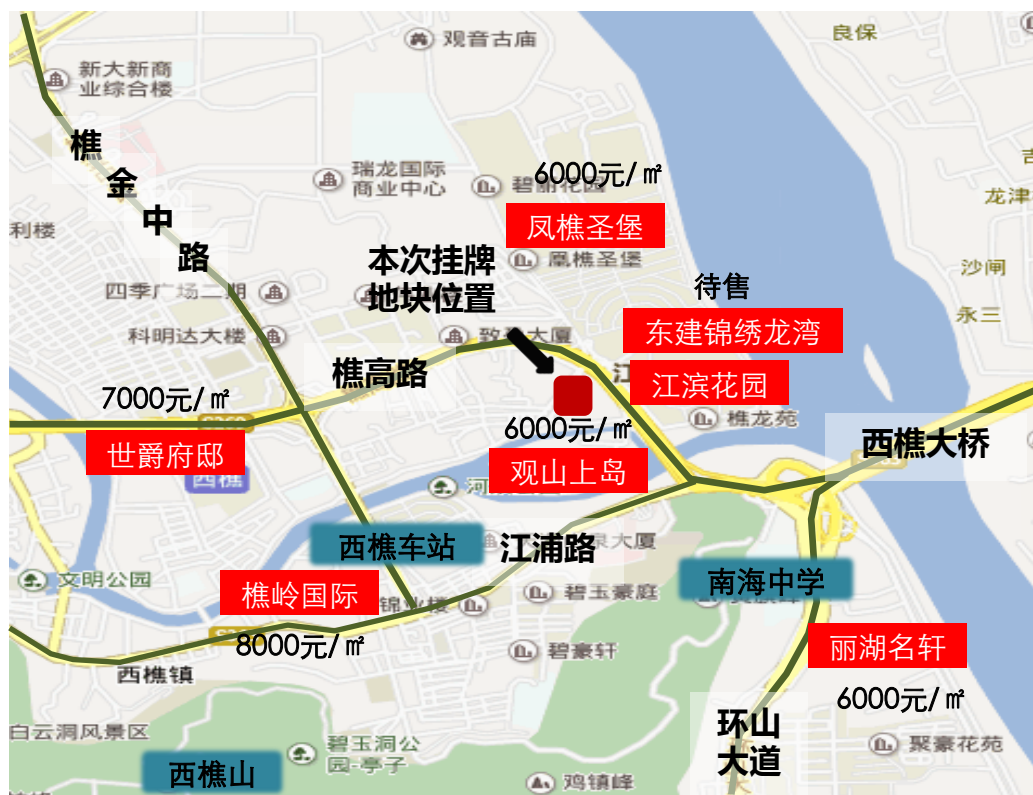 观音古庙
良保
新大新商
业综合楼
樵
金
中
路
瑞龙国际
商业中心
6000元/㎡
凤樵圣堡
凰樵圣堡
龙津
利楼
本次挂牌
地块位置
沙闸
待售
四季广场二期
永三
东建锦绣龙湾
科明达大楼
樵高路
江滨花园
7000元/㎡
6000元/㎡
樵龙苑
世爵府邸
观山上岛
西樵大桥
西樵
西樵车站
江浦路
文明公园
樵岭国际
碧玉豪庭
南海中学
8000元/㎡
碧豪轩
丽湖名轩
西樵镇
6000元/㎡
环山
大道
白云洞风景区
碧玉洞公
园-亭子
聚豪花苑
西樵山
鸡镇峰